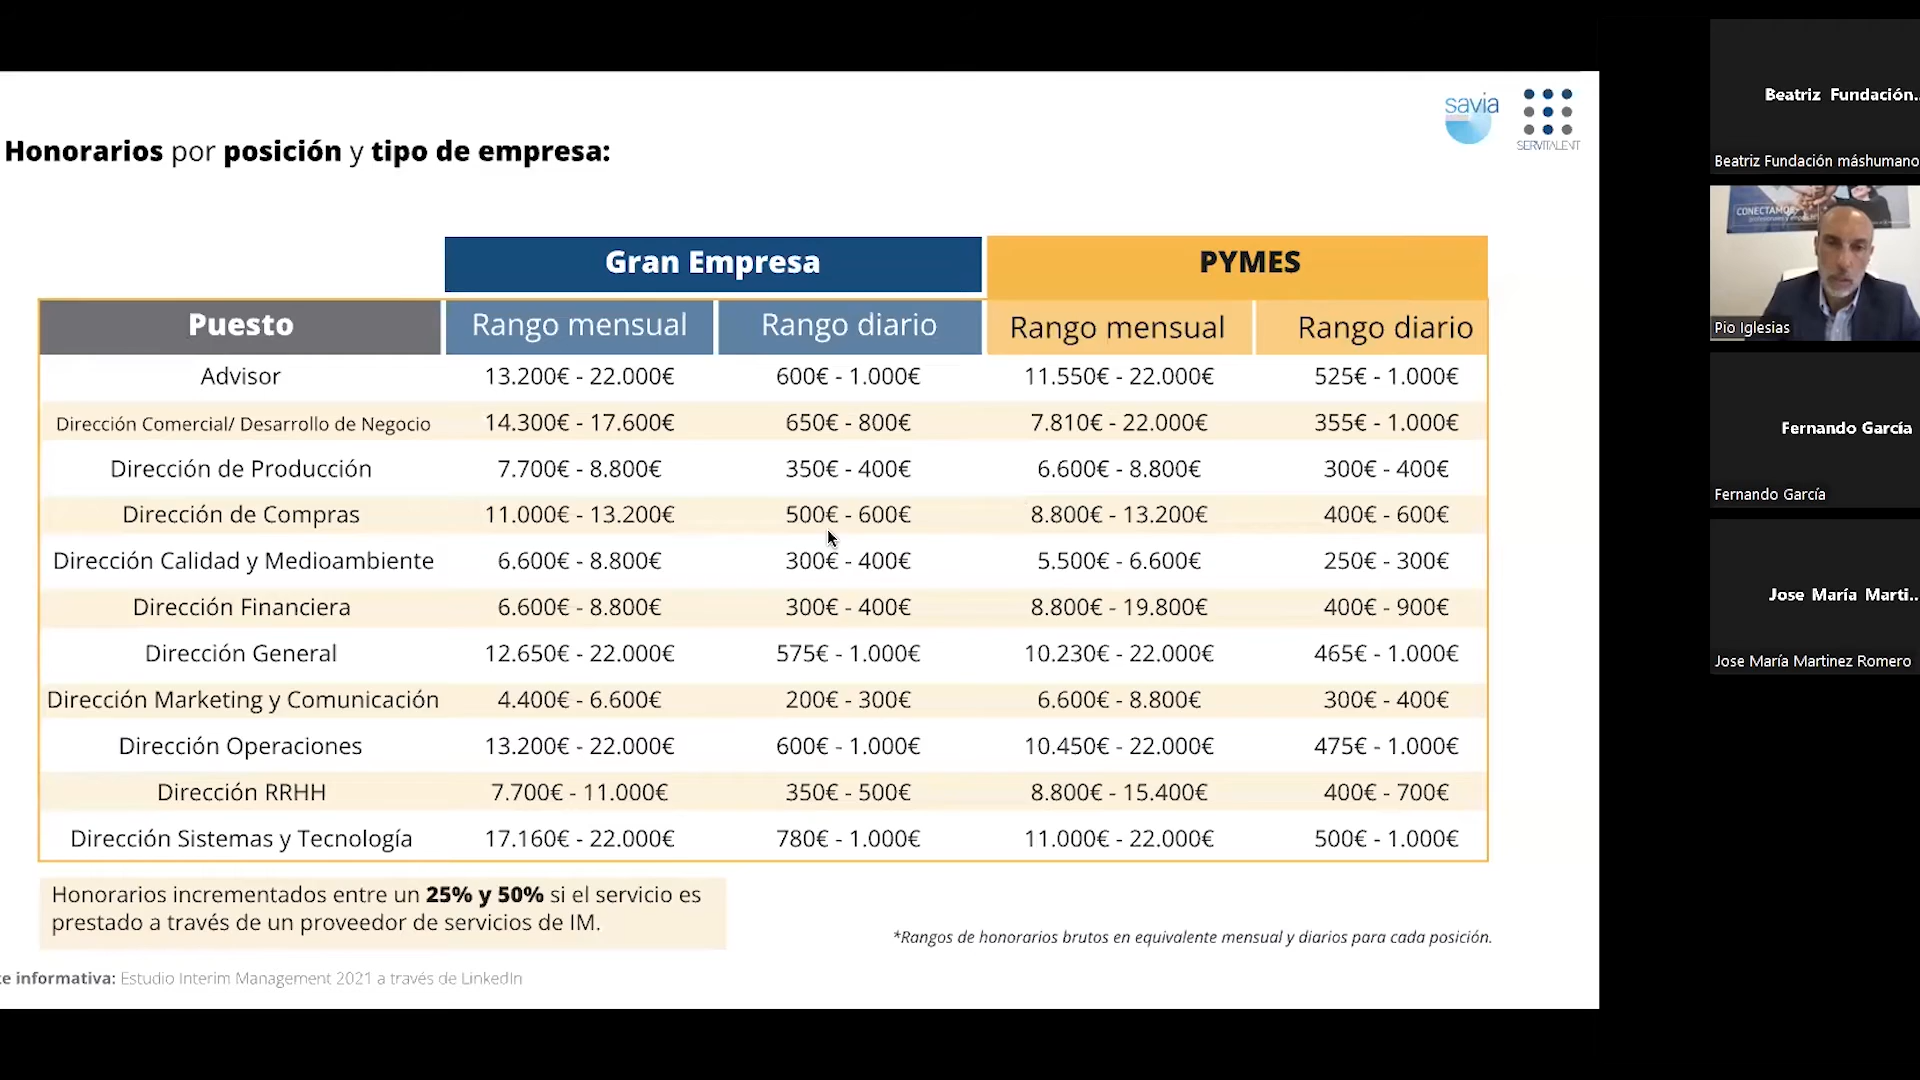 savia
SERVITALENT
Honorarios por posición y tipo de empresa:
Gran Empresa PYMES
Puesto Rango mensual Rango diario Rango mensual Rango diario
Advisor 13.200€ - 22.000€ 600€ - 1.000€ 11.550€ - 22.000€ 525€ - 1.000€
Dirección Comercial/ Desarrollo de Negocio 14.300€ - 17.600€ 650€ - 800€ 7.810€ - 22.000€ 355€ - 1.000€
Dirección de Producción 7.700€ - 8.800€ 350€ - 400€ 6.600€ - 8.800€ 300€ - 400€
Dirección de Compras 11.000€ - 13.200€ 500€ - 600€ 8.800€ - 13.200€ 400€ - 600€
Dirección Calidad y Medioambiente 6.600€ - 8.800€ 300€ - 400€ 5.500€ - 6.600€ 250€ - 300€
Dirección Financiera 6.600€ - 8.800€ 300€ - 400€ 8.800€ - 19.800€ 400€ - 900€
Dirección General 12.650€ - 22.000€ 575€ - 1.000€ 10.230€ - 22.000€ 465€ - 1.000€
Dirección Marketing y Comunicación 4.400€ - 6.600€ 200€ - 300€ 6.600€ - 8.800€ 300€ - 400€
Dirección Operaciones 13.200€ - 22.000€ 600€ - 1.000€ 10.450€ - 22.000€ 475€ - 1.000€
Dirección RRHH 7.700€ - 11.000€ 350€ - 500€ 8.800€ - 15.400€ 400€ - 700€
Dirección Sistemas y Tecnología 17.160€ - 22.000€ 780€ - 1.000€ 11.000€ - 22.000€ 500€ - 1.000€
Honorarios incrementados entre un 25% y 50% si el servicio es
prestado a través de un proveedor de servicios de IM.
*Rangos de honorarios brutos en equivalente mensual y diarios para cada posición.
informativa: Estudio Interim Management 2021 a través de LinkedIn
Beatriz Fundación...
Beatriz Fundación máshumano
CONECTAMOS
Pio Iglesias
Fernando García
Fernando García
Jose María Marti...
Jose María Martinez Romero